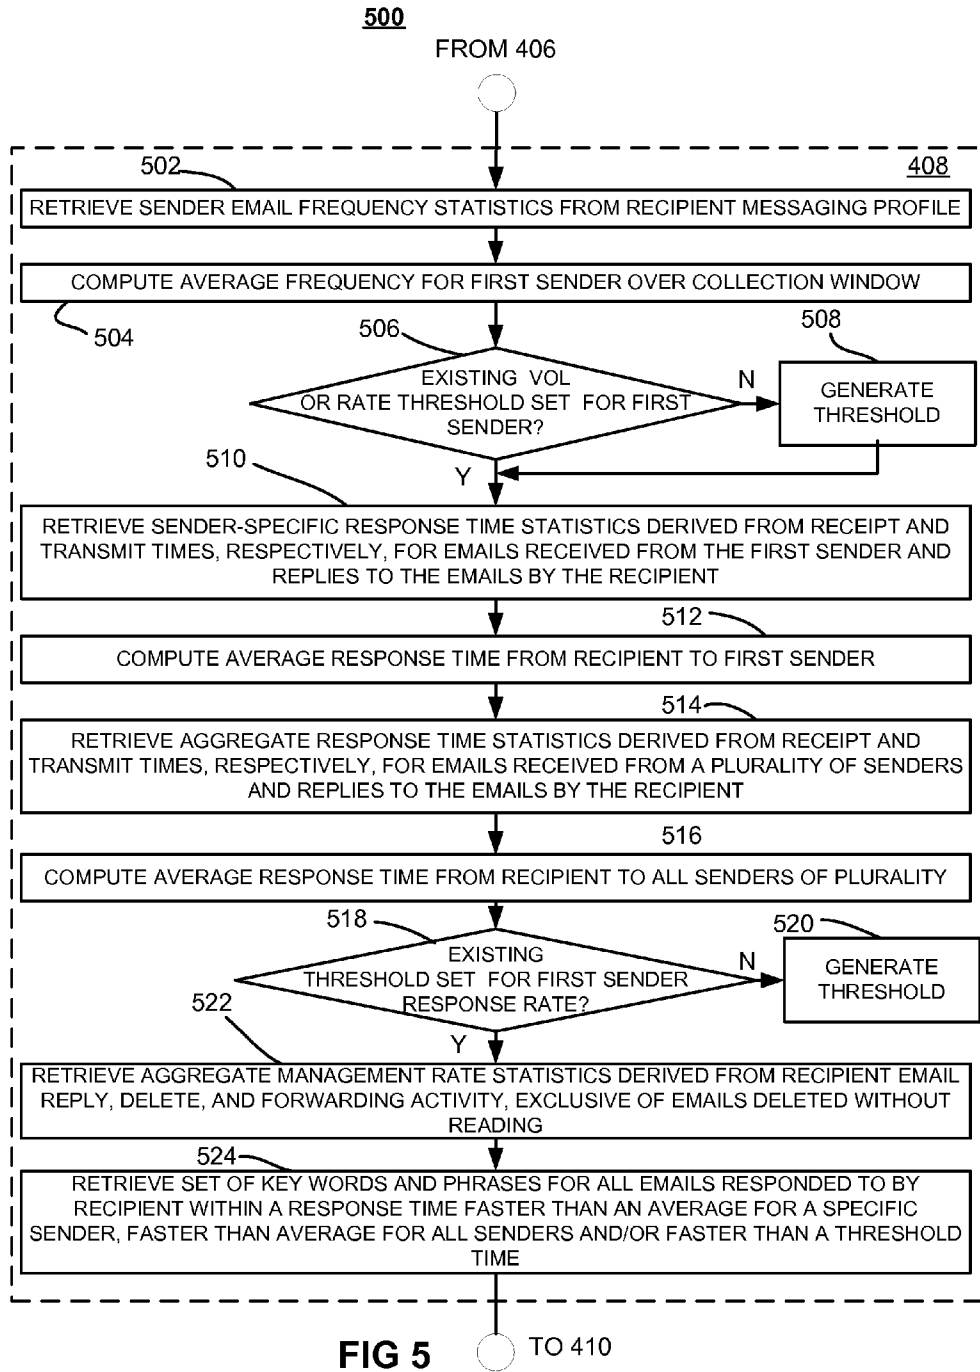 500
FROM 406
502
408
RETRIEVE SENDER EMAIL FREQUENCY STATISTICS FROM RECIPIENT MESSAGING PROFILE
COMPUTE AVERAGE FREQUENCY FOR FIRST SENDER OVER COLLECTION WINDOW
504
506
508
EXISTING VOL
OR RATE THRESHOLD SET FOR FIRST
SENDER?
N
GENERATE
THRESHOLD
Y
510
RETRIEVE SENDER-SPECIFIC RESPONSE TIME STATISTICS DERIVED FROM RECEIPT AND
TRANSMIT TIMES, RESPECTIVELY, FOR EMAILS RECEIVED FROM THE FIRST SENDER AND
REPLIES TO THE EMAILS BY THE RECIPIENT
512
COMPUTE AVERAGE RESPONSE TIME FROM RECIPIENT TO FIRST SENDER
514
RETRIEVE AGGREGATE RESPONSE TIME STATISTICS DERIVED FROM RECEIPT AND
TRANSMIT TIMES, RESPECTIVELY, FOR EMAILS RECEIVED FROM A PLURALITY OF SENDERS
AND REPLIES TO THE EMAILS BY THE RECIPIENT
516
COMPUTE AVERAGE RESPONSE TIME FROM RECIPIENT TO ALL SENDERS OF PLURALITY
518
520
EXISTING
THRESHOLD SET FOR FIRST SENDER
RESPONSE RATE?
N
GENERATE
THRESHOLD
522
Y
RETRIEVE AGGREGATE MANAGEMENT RATE STATISTICS DERIVED FROM RECIPIENT EMAIL
REPLY, DELETE, AND FORWARDING ACTIVITY, EXCLUSIVE OF EMAILS DELETED WITHOUT
READING
524
RETRIEVE SET OF KEY WORDS AND PHRASES FOR ALL EMAILS RESPONDED TO BY
RECIPIENT WITHIN A RESPONSE TIME FASTER THAN AN AVERAGE FOR A SPECIFIC
SENDER, FASTER THAN AVERAGE FOR ALL SENDERS AND/OR FASTER THAN A THRESHOLD
TIME
FIG 5
TO 410